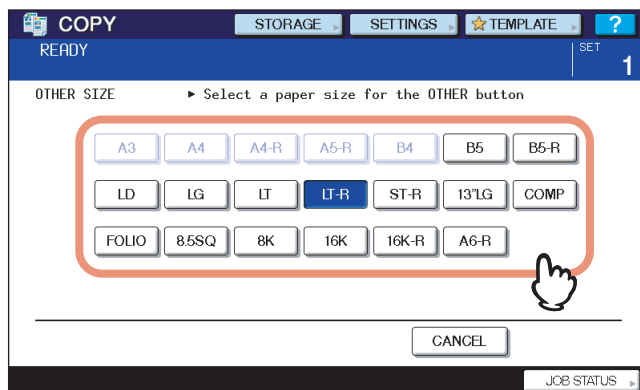 COPY STORAGE SETTINGS TEMPLATE ?
READY SET
1
OTHER SIZE ► Select a paper size for the OTHER button
A3 A4 A4-R A5-R B4 B5 B5-R
LD LG LT LT-R ST-R 13"LG COMP
FOLIO 8.5SQ 8K 16K 16K-R A6-R
CANCEL
JOB STATUS